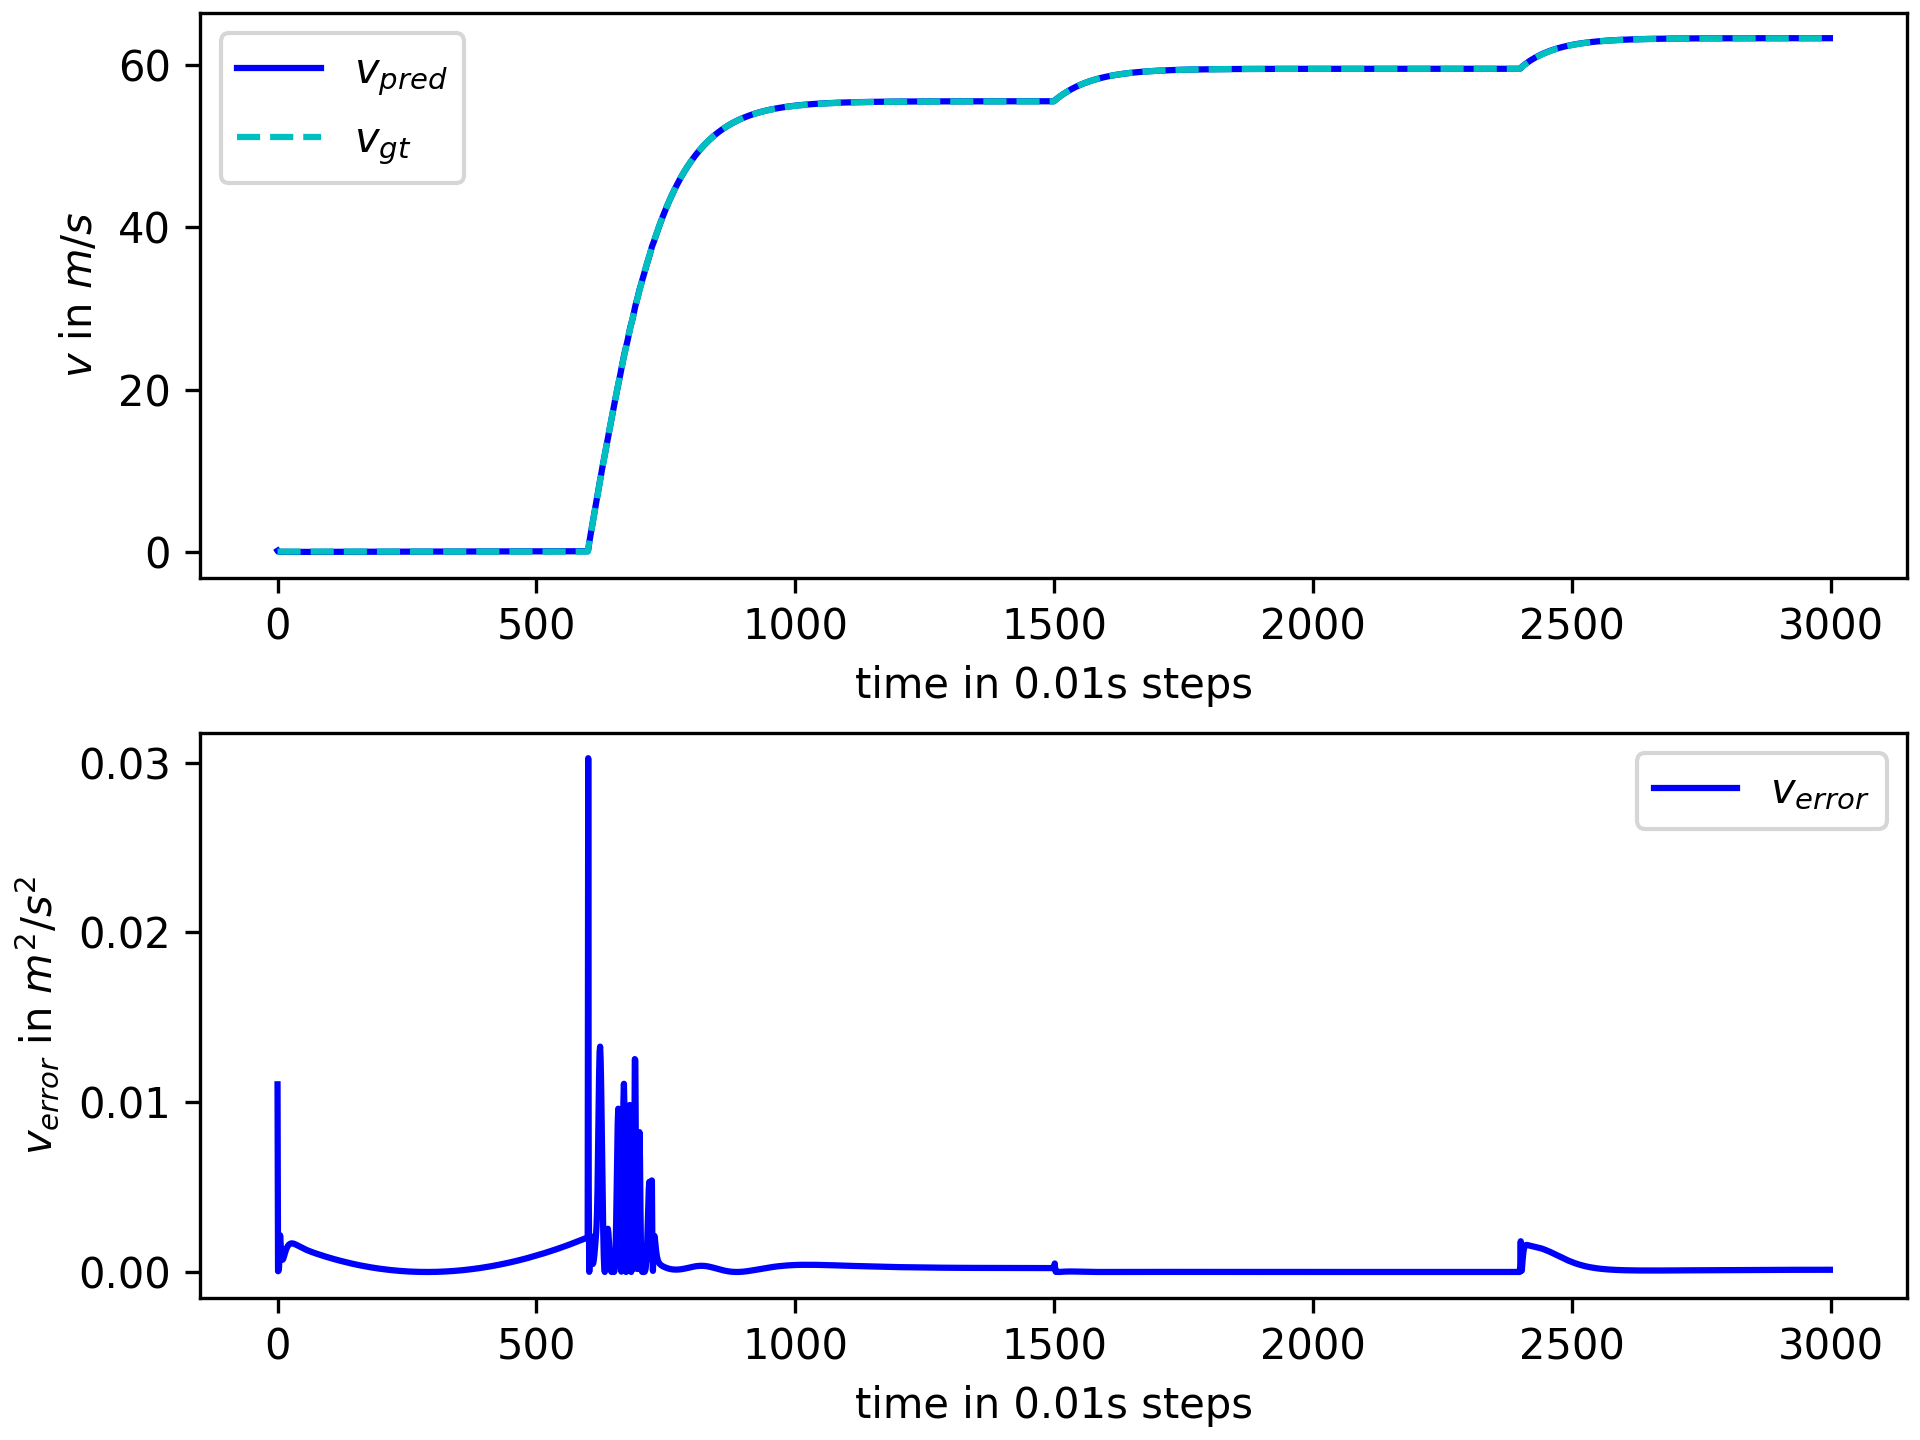 v_pred
v_gt
60
40
20
0
v in m/s
0 500 1000 1500 2000 2500 3000
time in 0.01s steps
v_error
0.03
0.02
0.01
0.00
v_error in m²/s²
0 500 1000 1500 2000 2500 3000
time in 0.01s steps